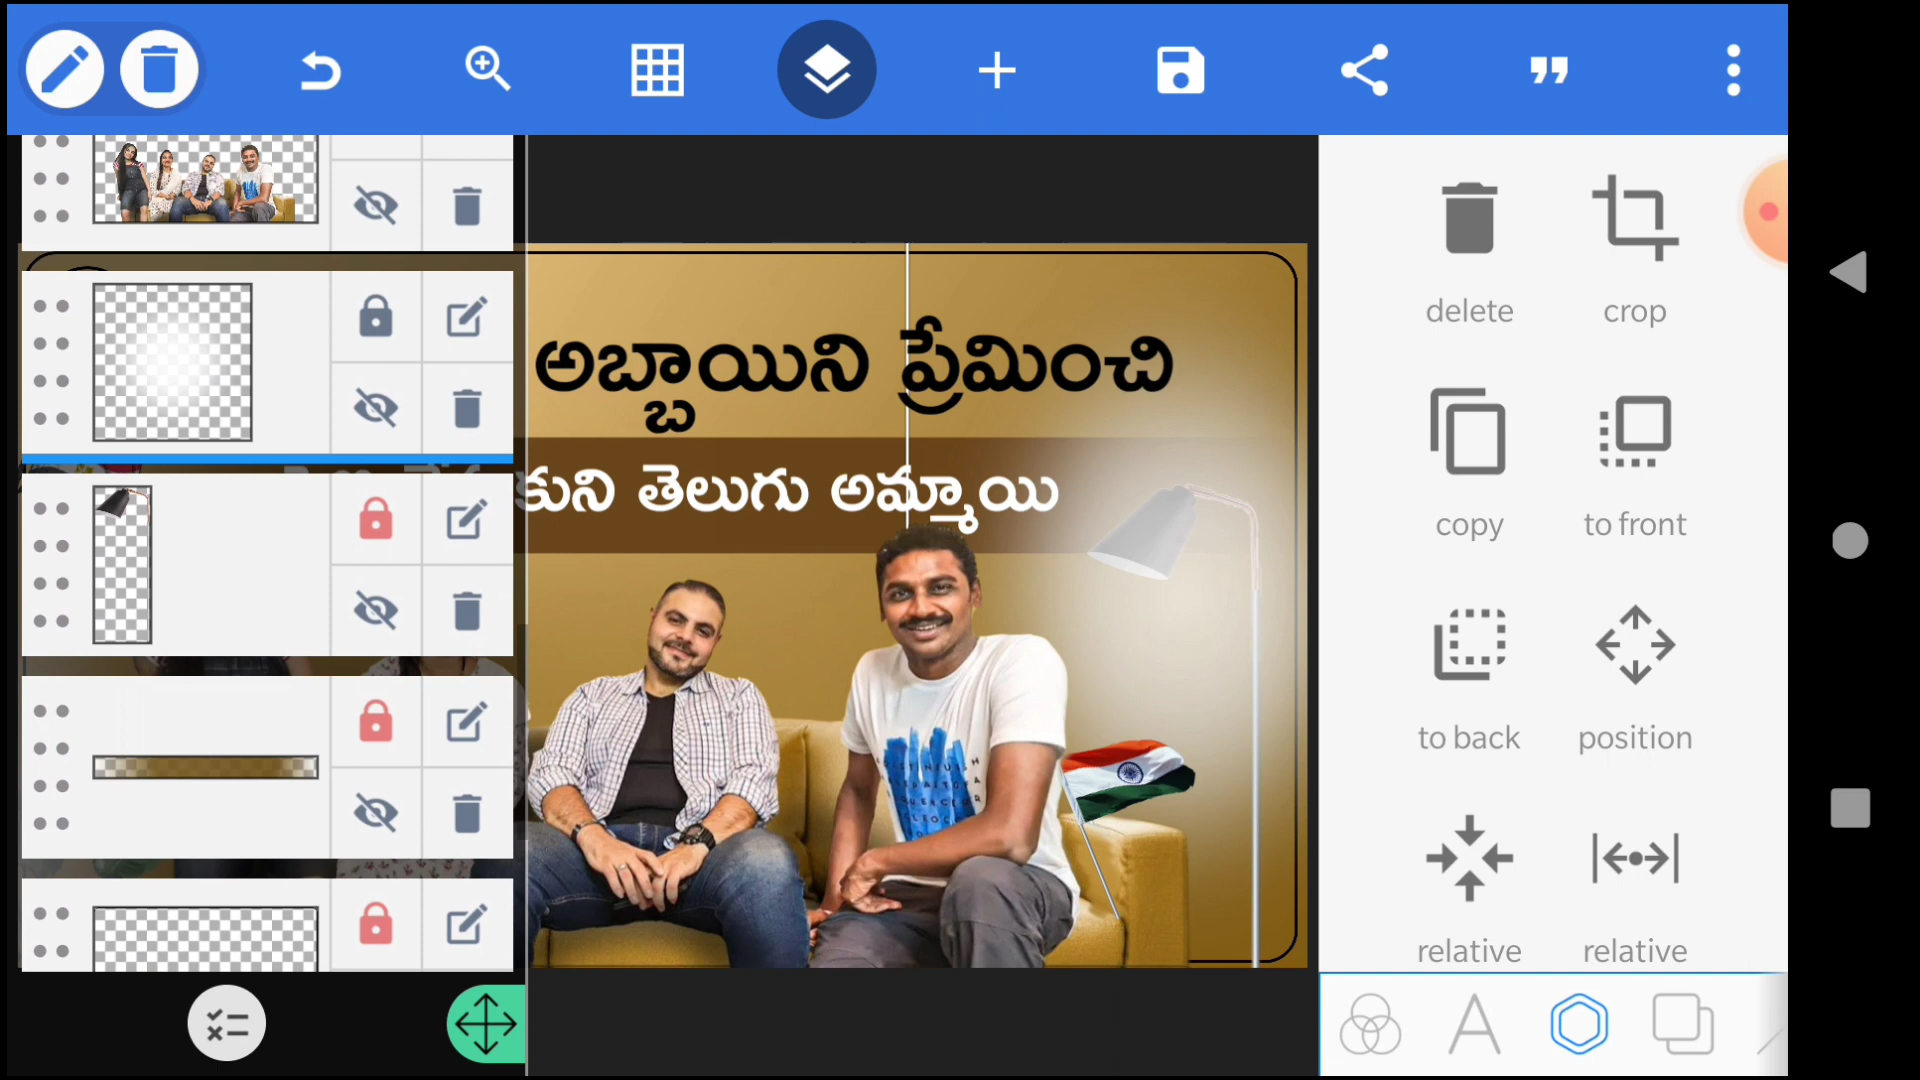 అబ్బాయిని ప్రేమించి
కుని తెలుగు అమ్మాయి
delete
crop
copy
to front
to back
position
relative
relative